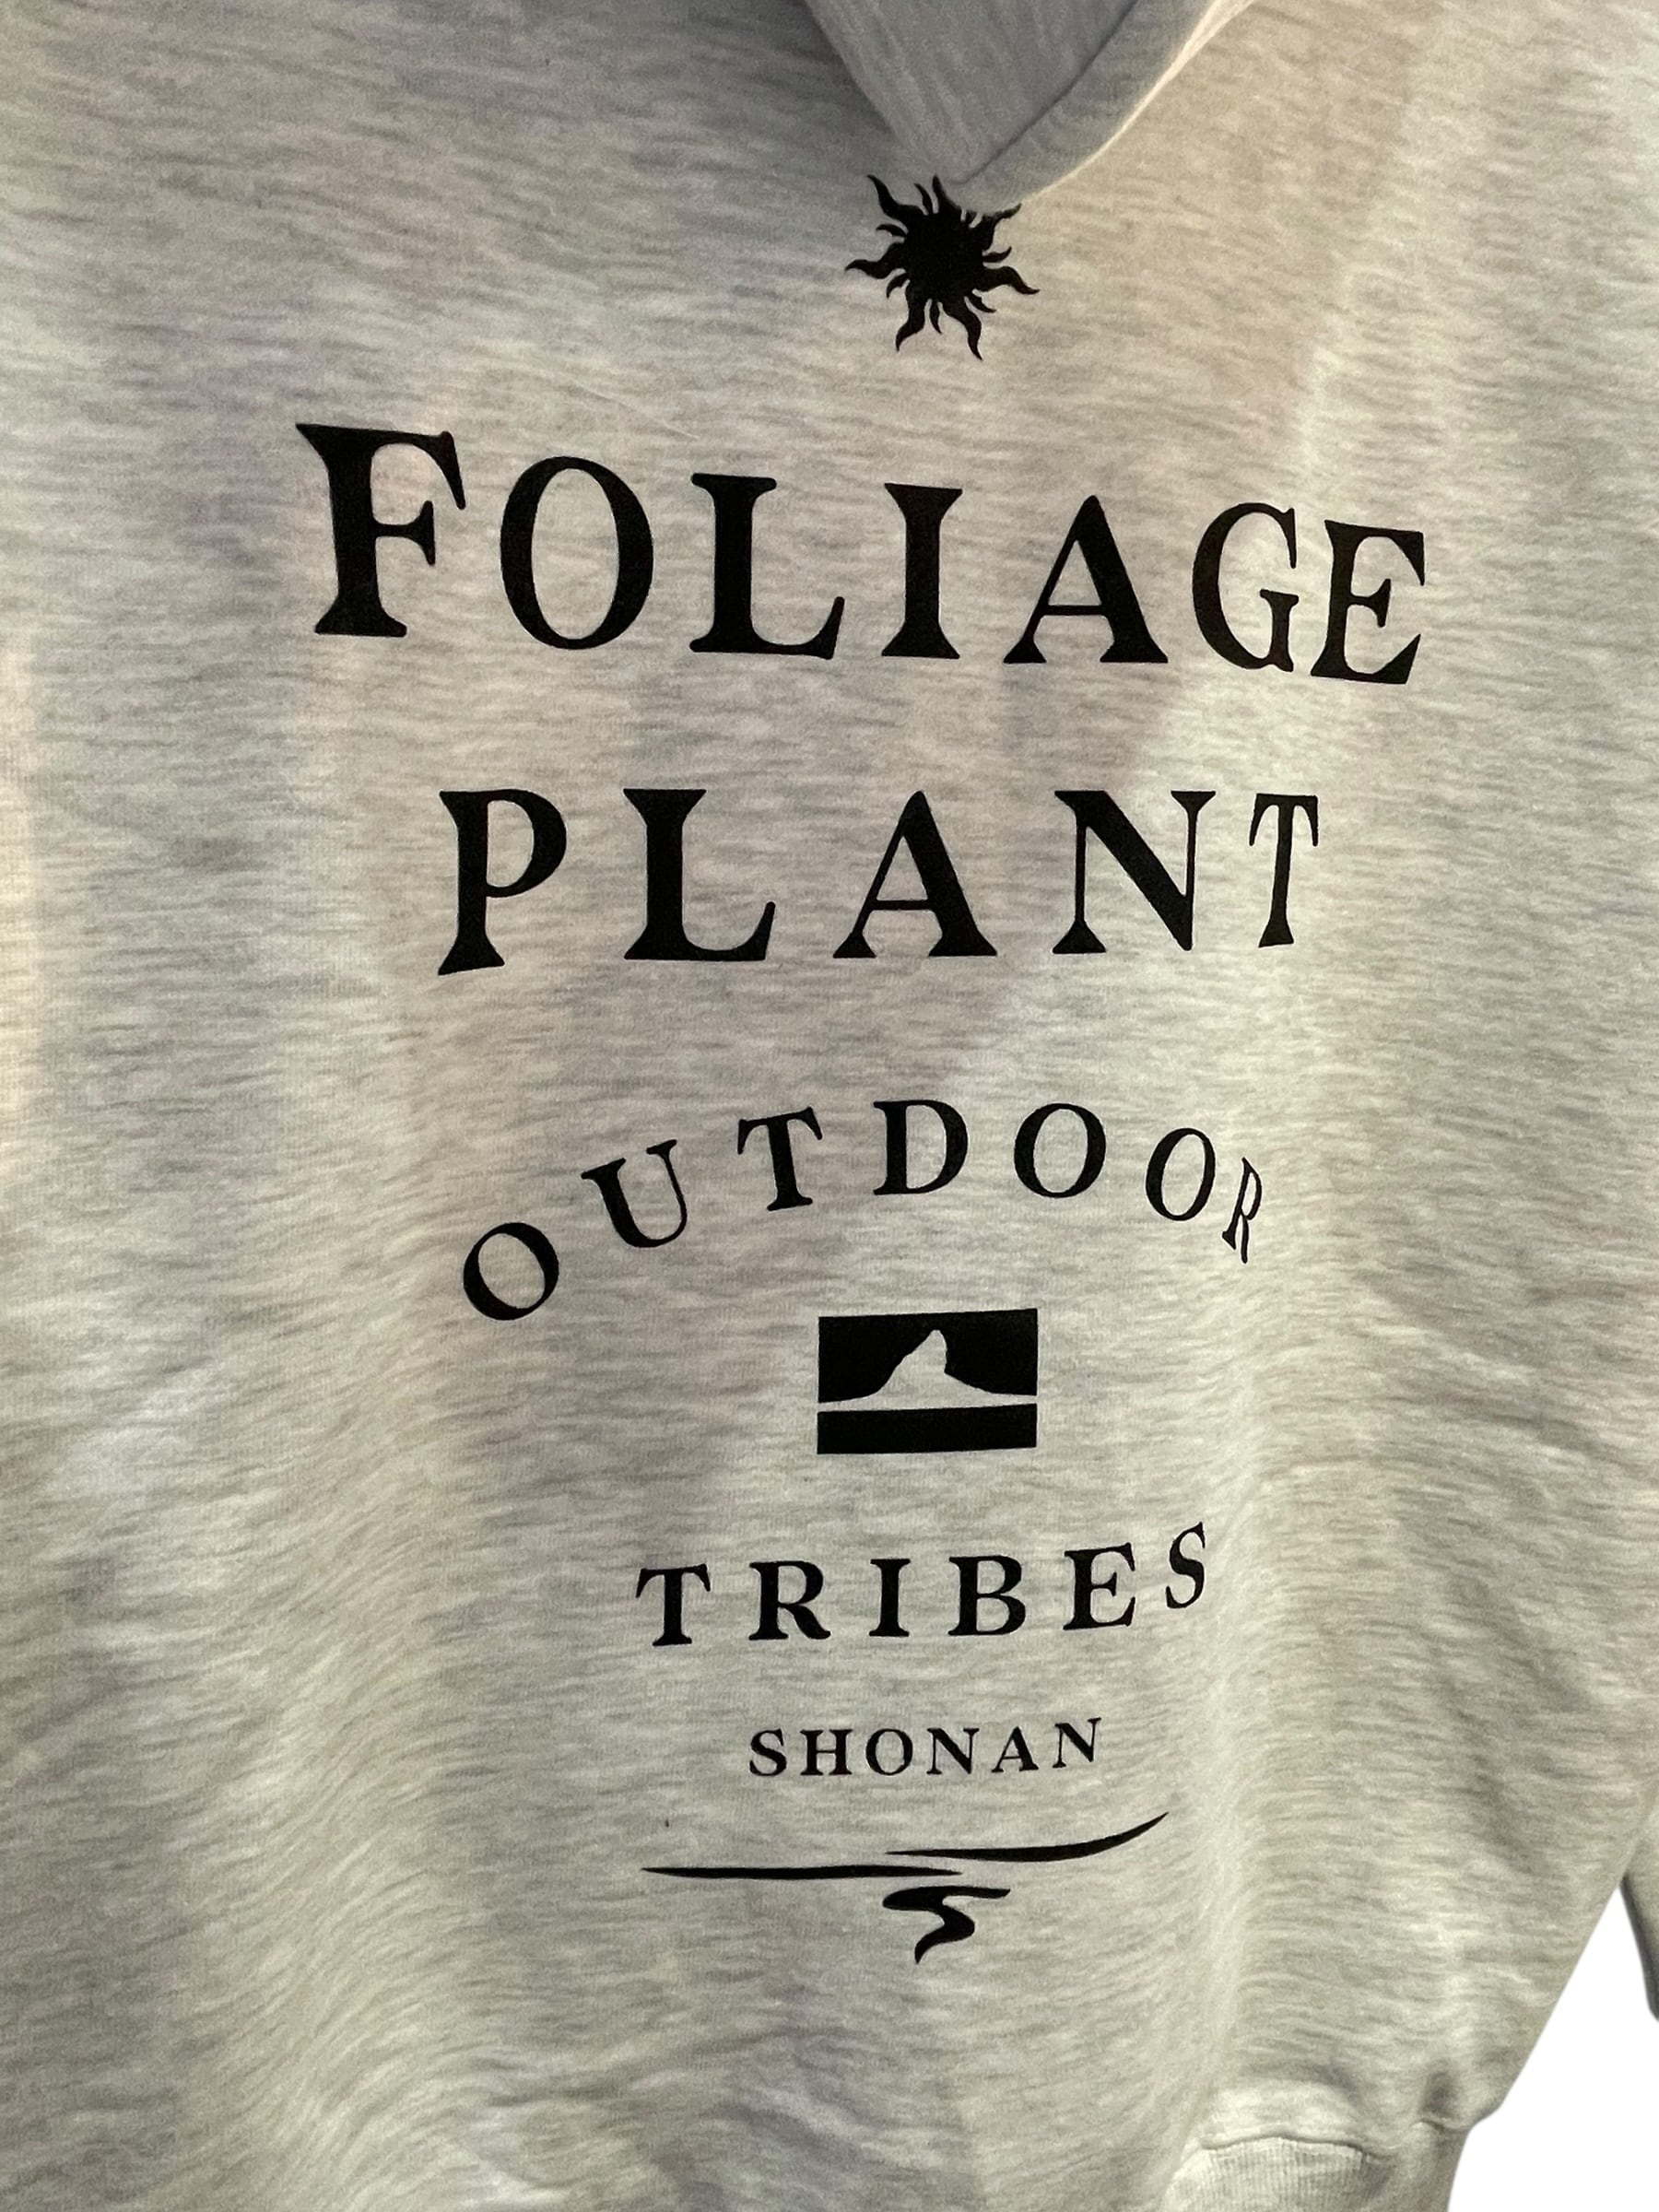 FOLIAGE
PLANT
OUTDOOR
TRIBES
SHONAN